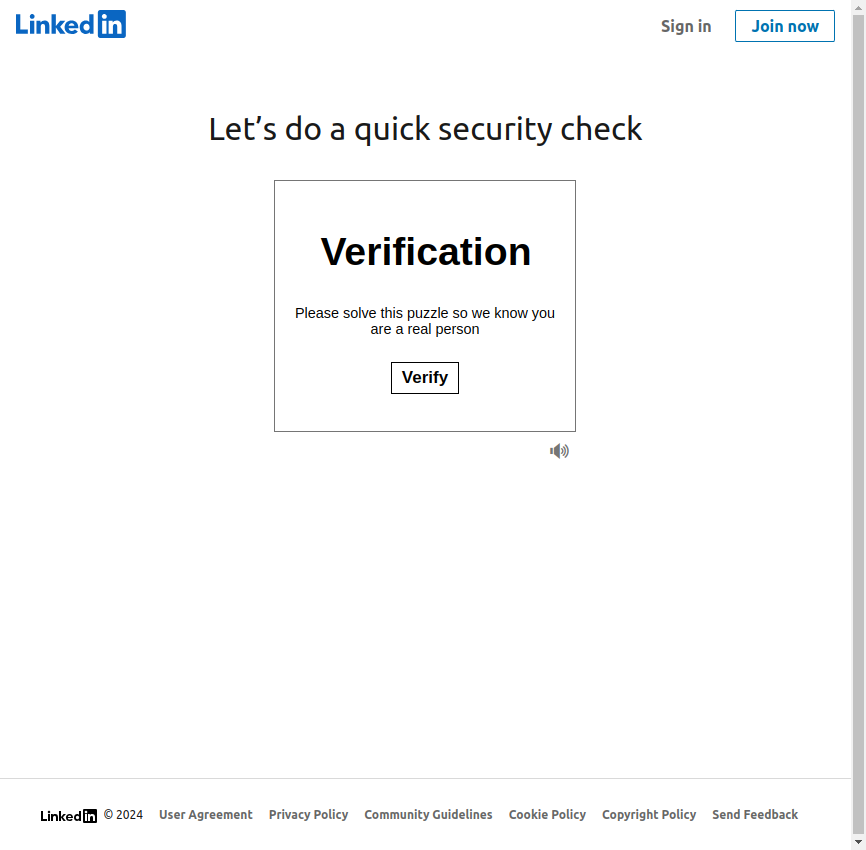 LinkedIn
Sign in
Join now
Let’s do a quick security check
Verification
Please solve this puzzle so we know you
are a real person
Verify
LinkedIn © 2024 User Agreement Privacy Policy Community Guidelines Cookie Policy Copyright Policy Send Feedback